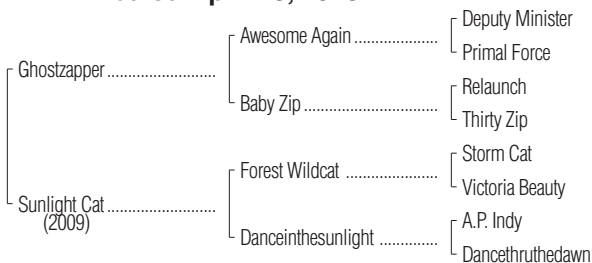 Ghostzapper
Sunlight Cat
(2009)
Awesome Again
Baby Zip
Forest Wildcat
Danceinthesunlight
Deputy Minister
Primal Force
Relaunch
Thirty Zip
Storm Cat
Victoria Beauty
A.P. Indy
Dancethruthedawn